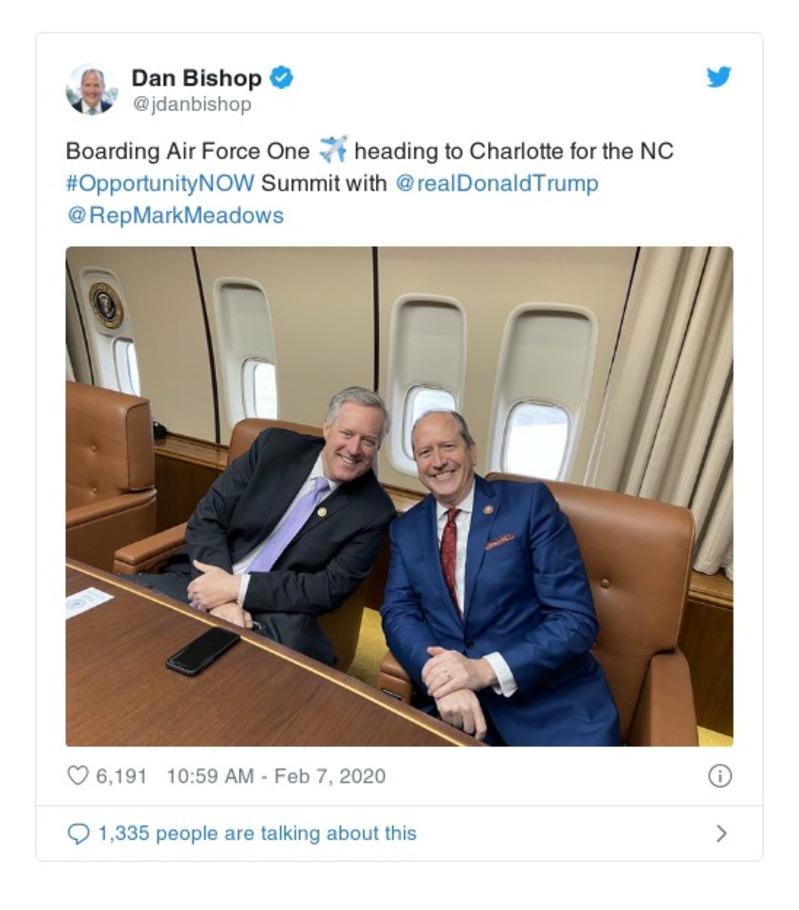 Dan Bishop
@jdanbishop
Boarding Air Force One ✈️ heading to Charlotte for the NC
#OpportunityNOW Summit with @realDonaldTrump
@RepMarkMeadows
6,191 10:59 AM - Feb 7, 2020
1,335 people are talking about this